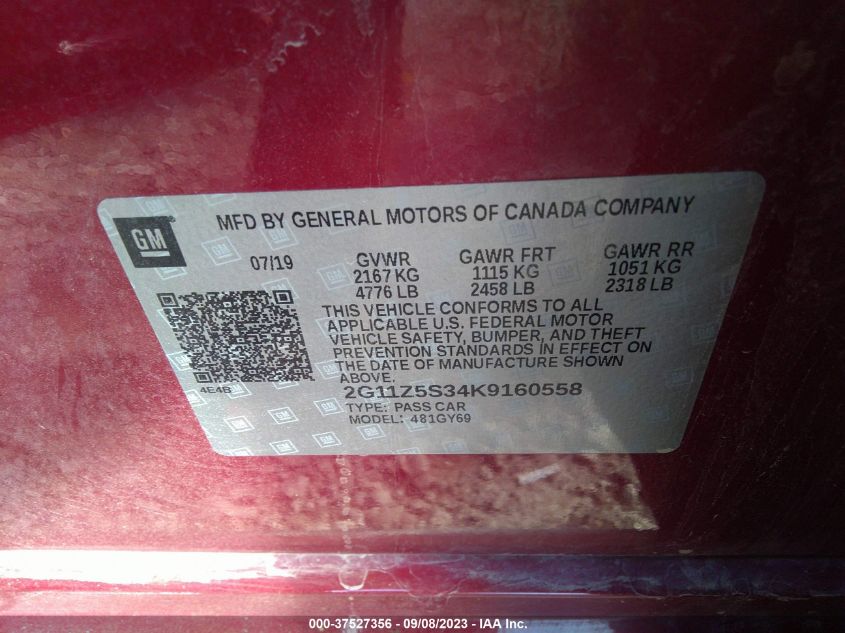 MFD BY GENERAL MOTORS OF CANADA COMPANY
GM
07/19 GVWR GAWR FRT GAWR RR
2167 KG 1115 KG 1051 KG
4776 LB 2458 LB 2318 LB
THIS VEHICLE CONFORMS TO ALL
APPLICABLE U.S. FEDERAL MOTOR
VEHICLE SAFETY, BUMPER, AND THEFT
PREVENTION STANDARDS IN EFFECT ON
THE DATE OF MANUFACTURE SHOWN
ABOVE.
4E4B
2G11Z5S34K9160558
TYPE: PASS CAR
MODEL: 481GY69
000-37527356 - 09/08/2023 - IAA Inc.